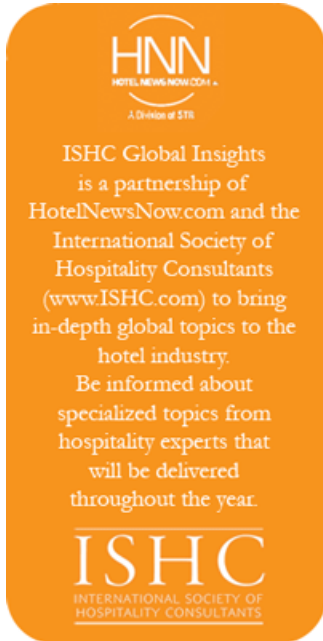 HNN
HOTEL NEWS NOW.COM
A Division of STR
ISHC Global Insights
is a partnership of
HotelNewsNow.com and the
International Society of
Hospitality Consultants
(www.ISHC.com) to bring
in-depth global topics to the
hotel industry.
Be informed about
specialized topics from
hospitality experts that
will be delivered
throughout the year.
ISHC
INTERNATIONAL SOCIETY OF
HOSPITALITY CONSULTANTS